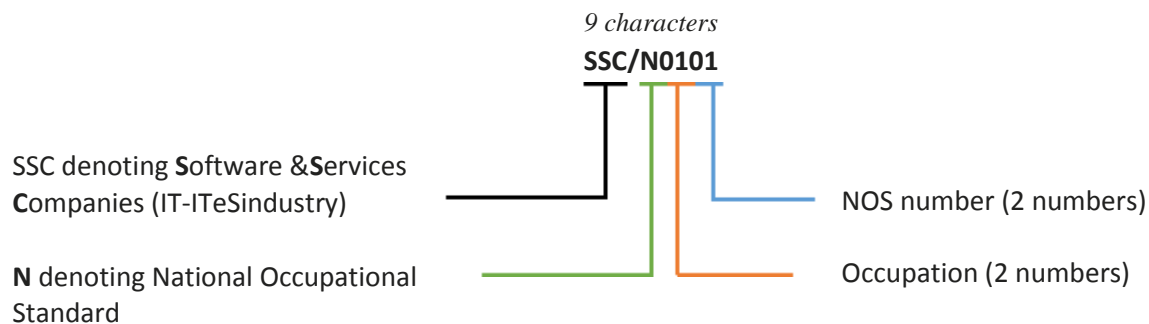 9 characters
SSC/N0101
SSC denoting Software &Services
Companies (IT-ITeSindustry)
NOS number (2 numbers)
N denoting National Occupational
Standard
Occupation (2 numbers)